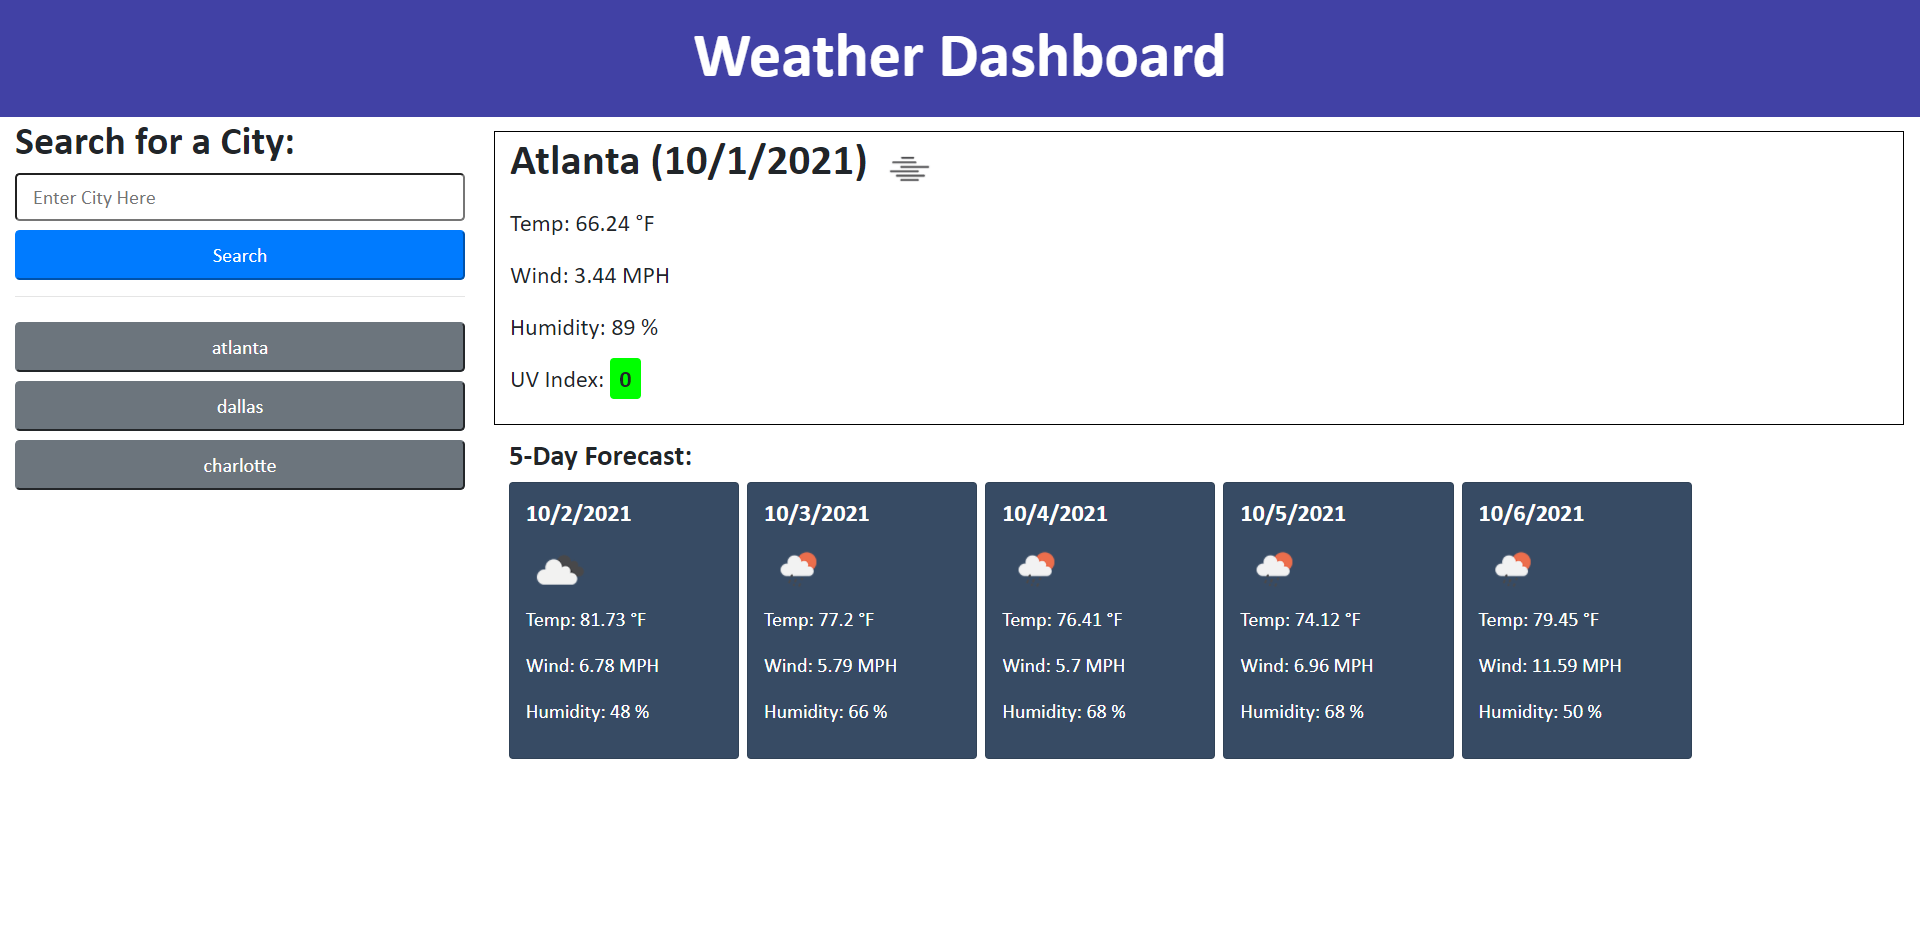 Weather Dashboard
Search for a City:
Enter City Here
Search
atlanta
dallas
charlotte
Atlanta (10/1/2021)
Temp: 66.24 °F
Wind: 3.44 MPH
Humidity: 89 %
UV Index: 0
5-Day Forecast:
10/2/2021
Temp: 81.73 °F
Wind: 6.78 MPH
Humidity: 48 %
10/3/2021
Temp: 77.2 °F
Wind: 5.79 MPH
Humidity: 66 %
10/4/2021
Temp: 76.41 °F
Wind: 5.7 MPH
Humidity: 68 %
10/5/2021
Temp: 74.12 °F
Wind: 6.96 MPH
Humidity: 68 %
10/6/2021
Temp: 79.45 °F
Wind: 11.59 MPH
Humidity: 50 %